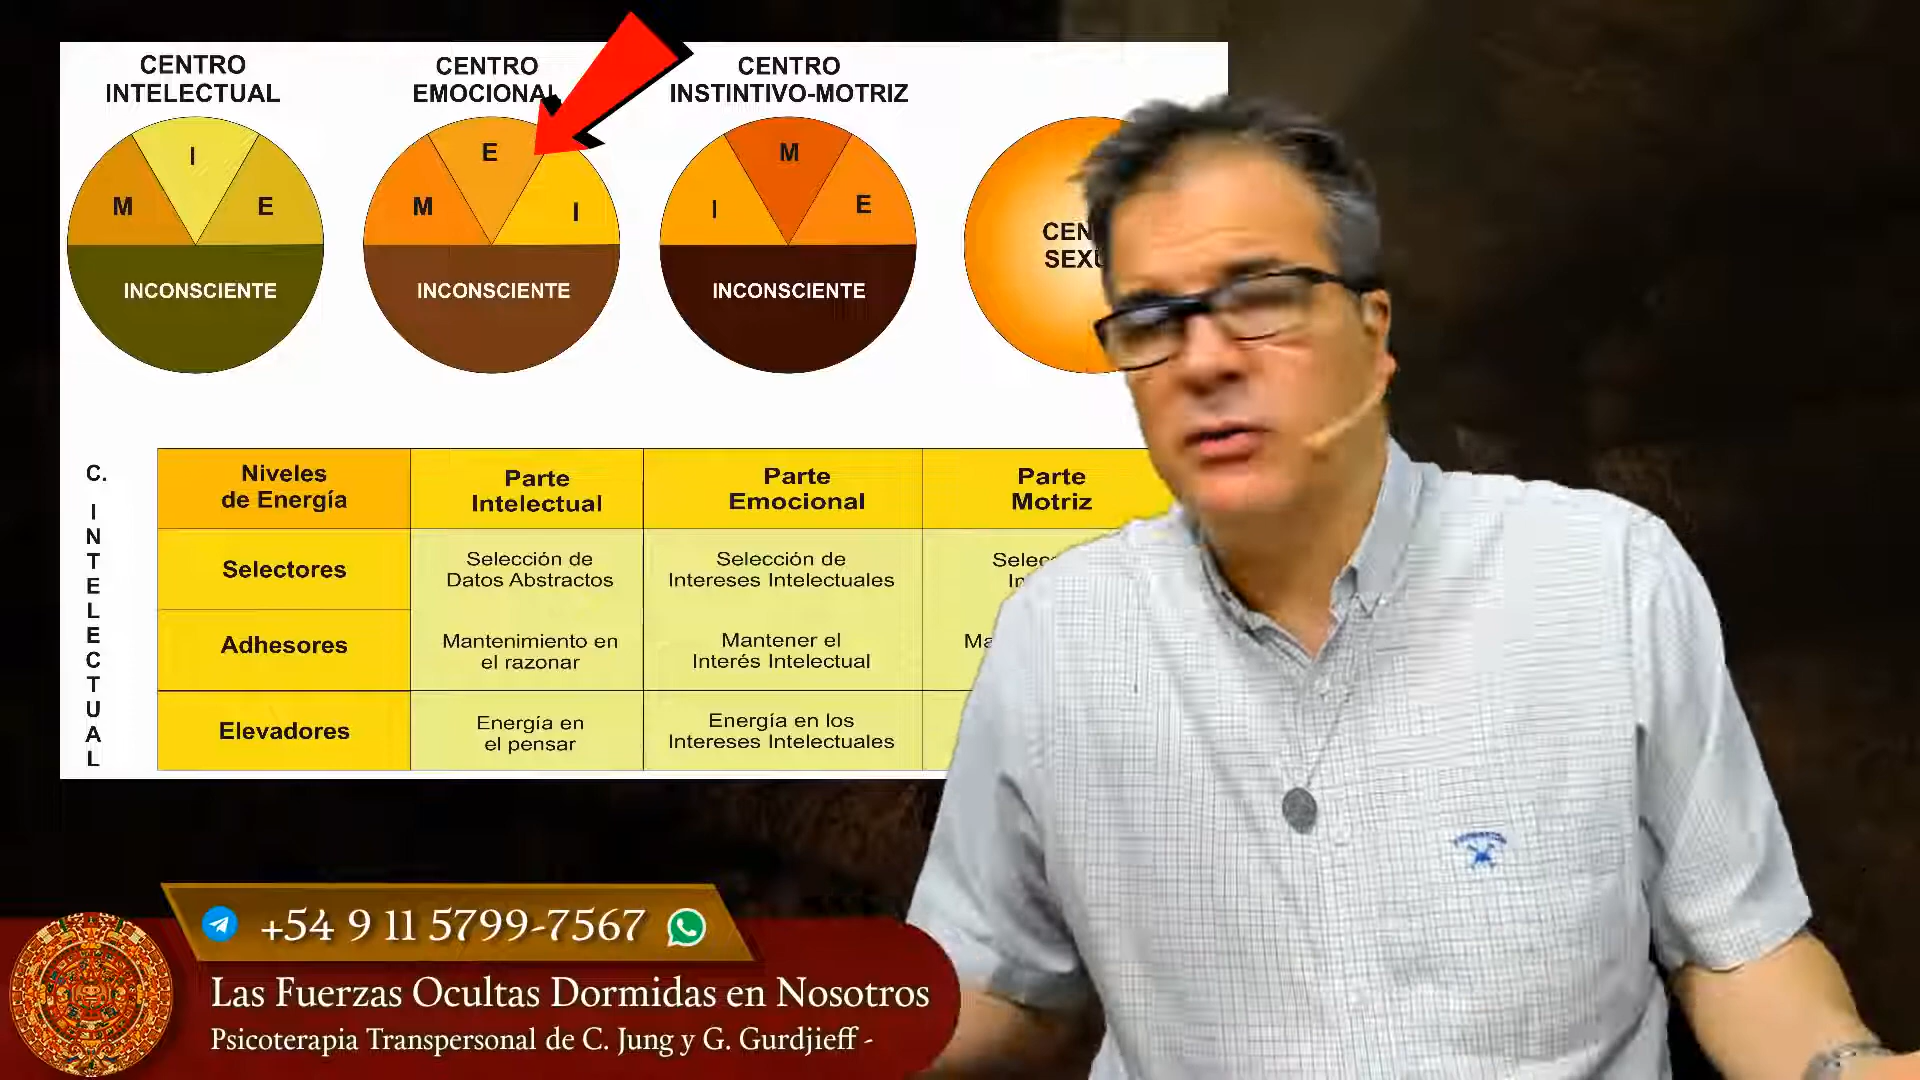 CENTRO
INTELECTUAL
CENTRO
EMOCIONAL
CENTRO
INSTINTIVO-MOTRIZ
M
I
E
INCONSCIENTE
M
E
I
INCONSCIENTE
I
M
E
INCONSCIENTE
C.
INTELECTUAL
Niveles
de Energía
Parte
Intelectual
Parte
Emocional
Parte
Motriz
Selectores
Selección de
Datos Abstractos
Selección de
Intereses Intelectuales
Adhesores
Mantenimiento en
el razonar
Mantener el
Interés Intelectual
Elevadores
Energía en
el pensar
Energía en los
Intereses Intelectuales
+54 9 11 5799-7567
Las Fuerzas Ocultas Dormidas en Nosotros
Psicoterapia Transpersonal de C. Jung y G. Gurdjieff -